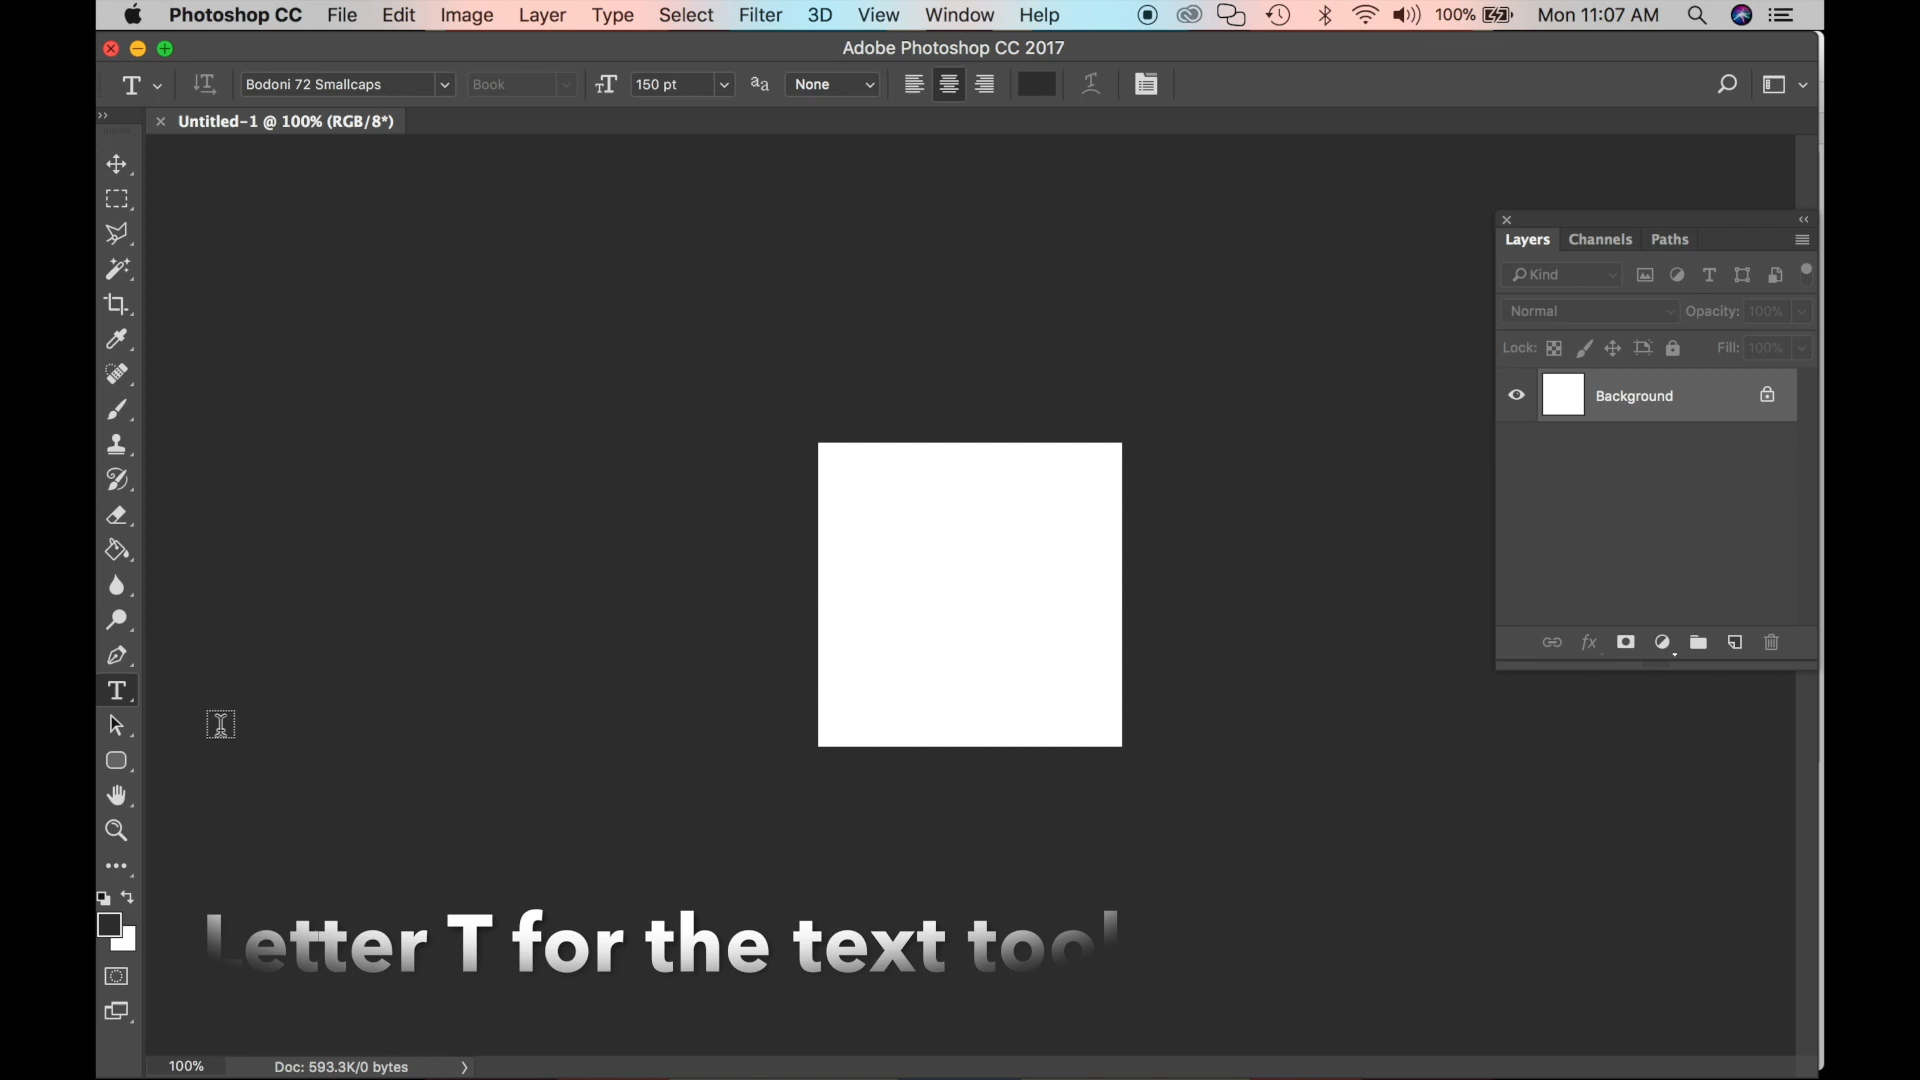 Photoshop CC File Edit Image Layer Type Select Filter 3D View Window Help 100% Mon 11:07 AM
Adobe Photoshop CC 2017
T Bodoni 72 Smallcaps Book 150 pt aa None
Untitled-1 @ 100% (RGB/8*)
Layers Channels Paths
Kind
Normal Opacity: 100%
Lock: Fill: 100%
Background
fx
Letter T for the text tool
100% Doc: 593.3K/0 bytes